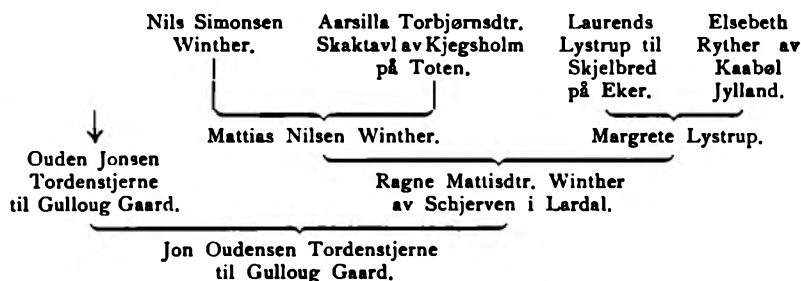 Nils Simonsen
Winther.
Aarsilla Torbjørnsdtr.
Skaktavl av Kjegsholm
på Toten.
Laurends
Lystrup til
Skjelbred
på Eker.
Elsebeth
Ryther av
Kaabøl
Jylland.
Mattias Nilsen Winther.
Margrete Lystrup.
Ouden Jonsen
Tordenstjerne
til Gulloug Gaard.
Ragne Mattisdtr. Winther
av Schjerven i Lardal.
Jon Oudensen Tordenstjerne
til Gulloug Gaard.